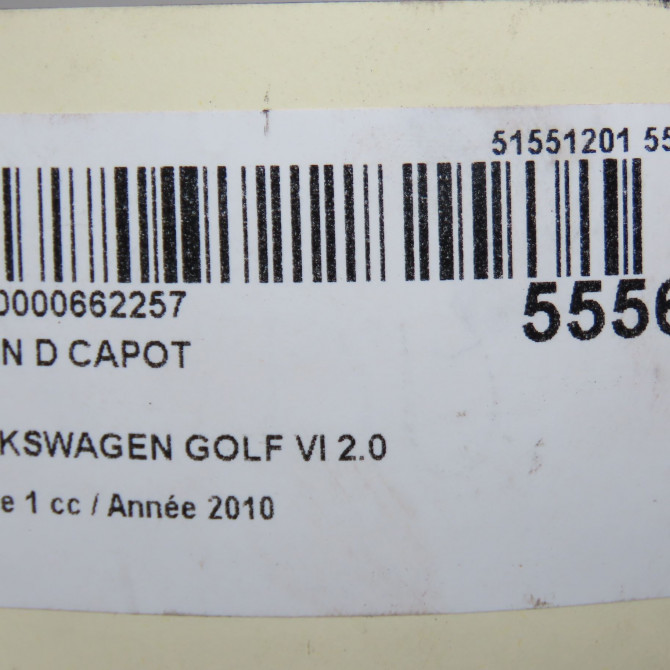 51551201 55
0000662257
5556
N D CAPOT
KSWAGEN GOLF VI 2.0
e 1 cc / Année 2010